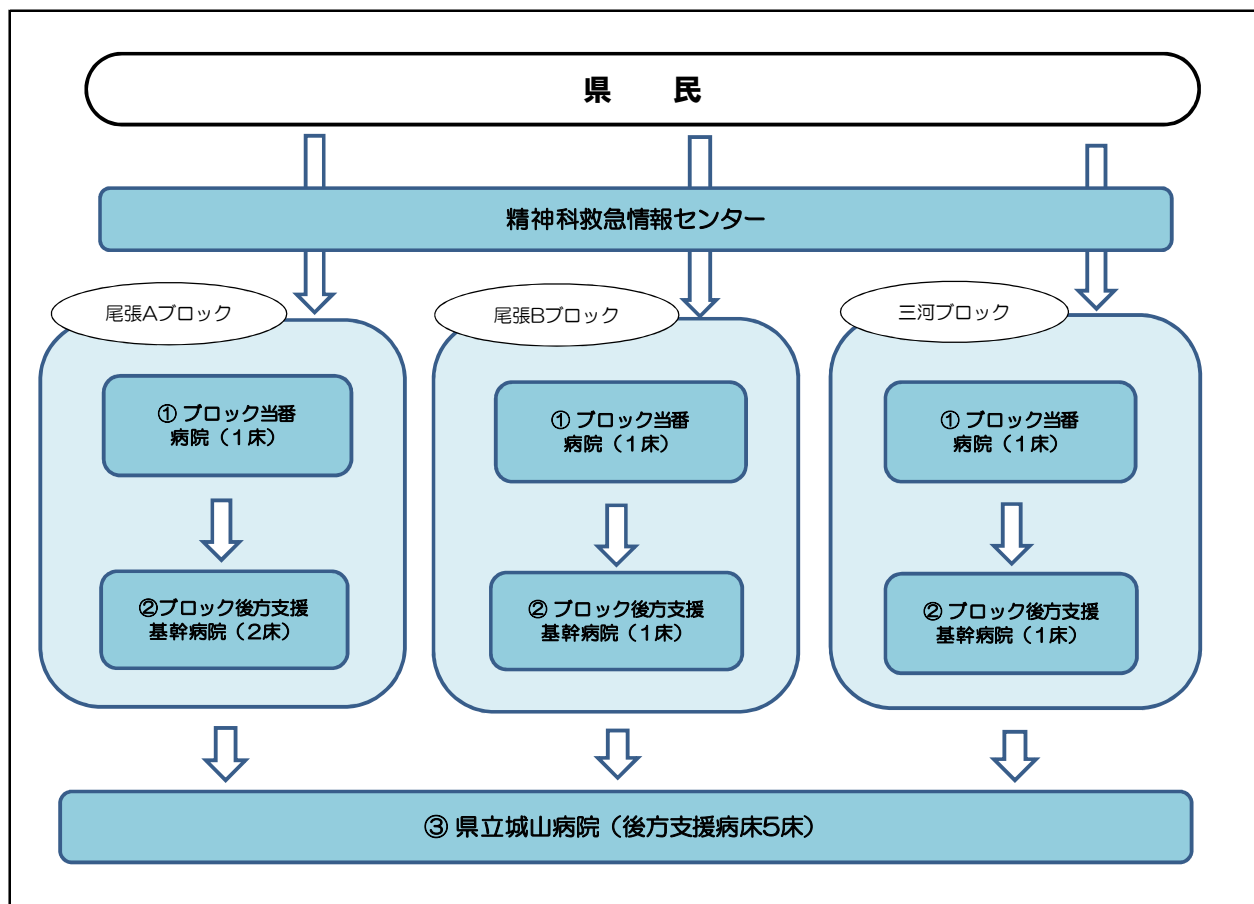 県　民
精神科救急情報センター
尾張Aブロック
① ブロック当番
病院（１床）
②ブロック後方支援
基幹病院（２床）
尾張Bブロック
① ブロック当番
病院（１床）
② ブロック後方支援
基幹病院（１床）
三河ブロック
① ブロック当番
病院（１床）
② ブロック後方支援
基幹病院（１床）
③ 県立城山病院（後方支援病床5床）